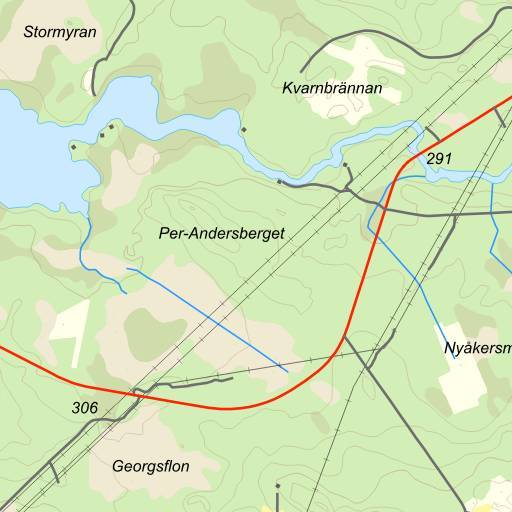 Stormyran
Kvarnbrännan
291
Per-Andersberget
Nyåkersm
306
Georgsflon